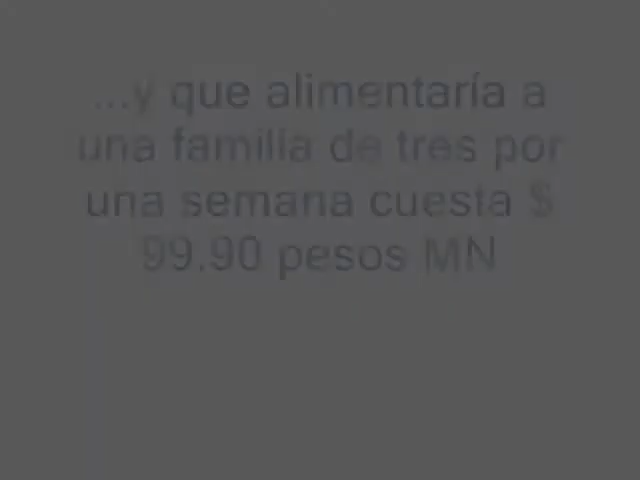 ...y que alimentaría a
una familia de tres por
una semana cuesta $
99.90 pesos MN